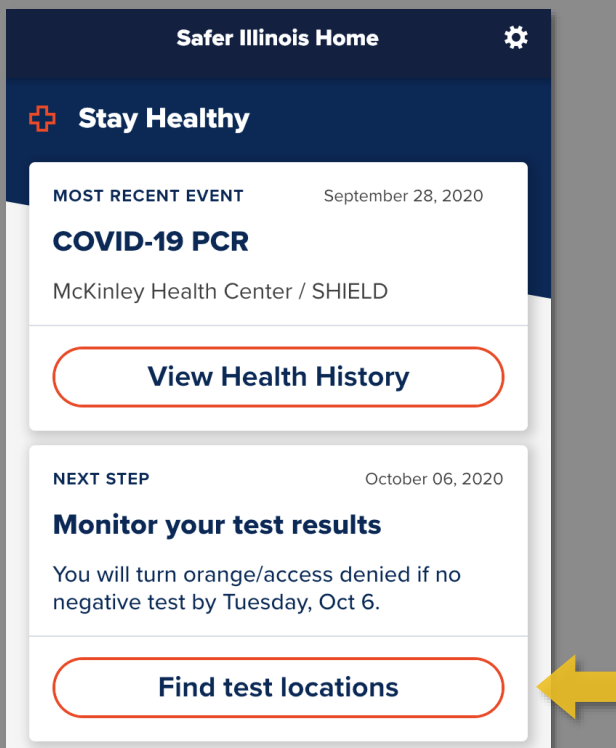 Safer Illinois Home
Stay Healthy
MOST RECENT EVENT September 28, 2020
COVID-19 PCR
McKinley Health Center / SHIELD
View Health History
NEXT STEP October 06, 2020
Monitor your test results
You will turn orange/access denied if no
negative test by Tuesday, Oct 6.
Find test locations